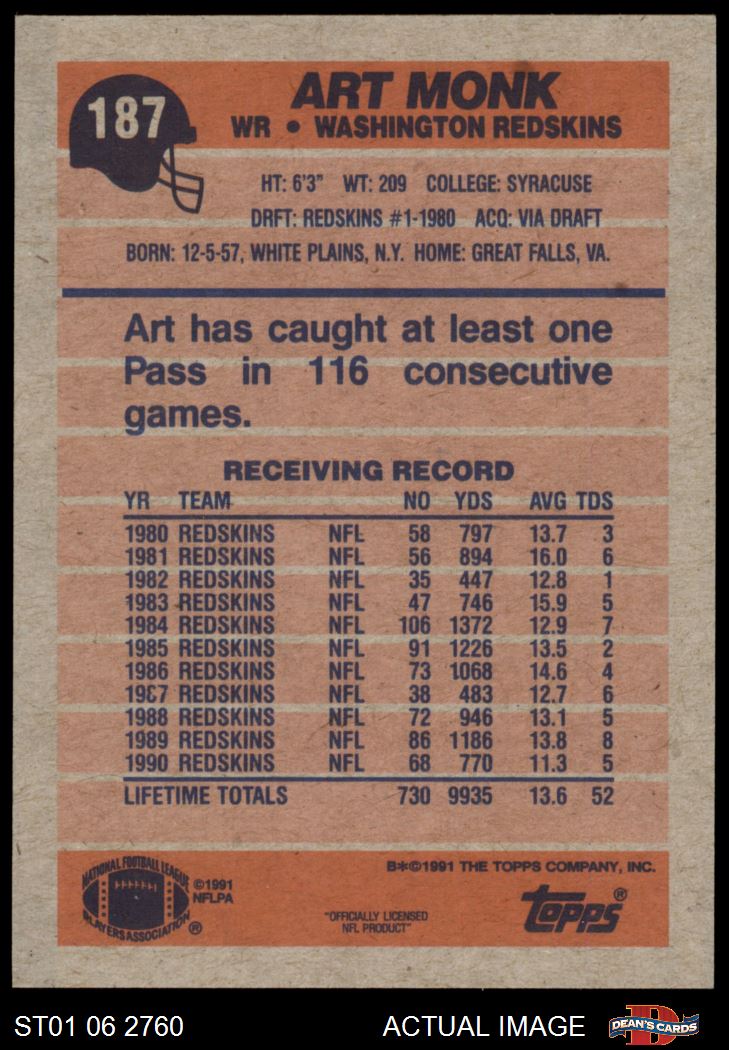 187
ART MONK
WR • WASHINGTON REDSKINS
HT: 6'3" WT: 209 COLLEGE: SYRACUSE
DRFT: REDSKINS #1-1980 ACQ: VIA DRAFT
BORN: 12-5-57, WHITE PLAINS, N.Y. HOME: GREAT FALLS, VA.
Art has caught at least one
Pass in 116 consecutive
games.
RECEIVING RECORD
YR TEAM NO YDS AVG TDS
1980 REDSKINS NFL 58 797 13.7 3
1981 REDSKINS NFL 56 894 16.0 6
1982 REDSKINS NFL 35 447 12.8 1
1983 REDSKINS NFL 47 746 15.9 5
1984 REDSKINS NFL 106 1372 12.9 7
1985 REDSKINS NFL 91 1226 13.5 2
1986 REDSKINS NFL 73 1068 14.6 4
1987 REDSKINS NFL 38 483 12.7 6
1988 REDSKINS NFL 72 946 13.1 5
1989 REDSKINS NFL 86 1186 13.8 8
1990 REDSKINS NFL 68 770 11.3 5
LIFETIME TOTALS 730 9935 13.6 52
B*©1991 THE TOPPS COMPANY, INC.
NATIONAL FOOTBALL LEAGUE
PLAYERS ASSOCIATION ®
©1991
NFLPA
"OFFICIALLY LICENSED
NFL PRODUCT"
topps®
ST01 06 2760 ACTUAL IMAGE
D
DEAN'S CARDS